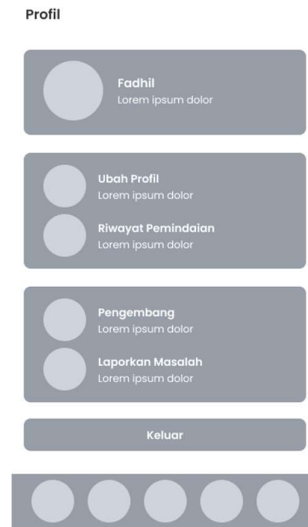 Profil
Fadhil
Lorem ipsum dolor
Ubah Profil
Lorem ipsum dolor
Riwayat Pemindaian
Lorem ipsum dolor
Pengembang
Lorem ipsum dolor
Laporkan Masalah
Lorem ipsum dolor
Keluar